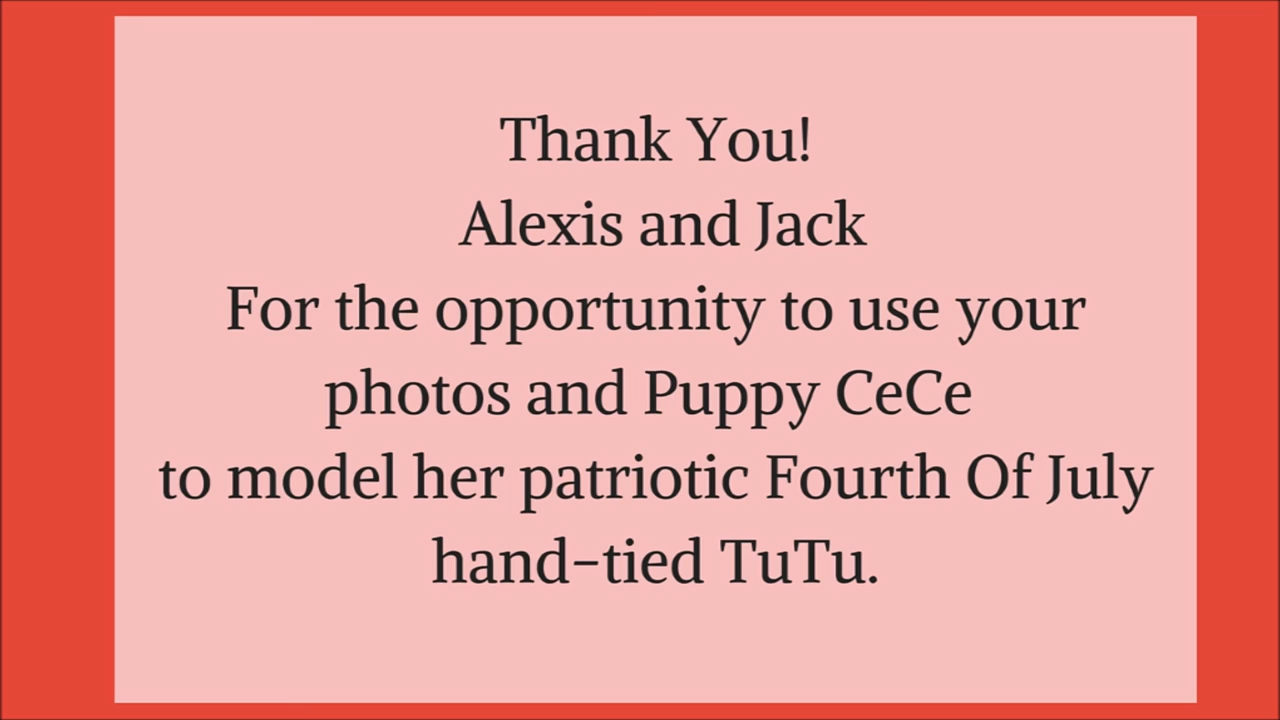 Thank You!
Alexis and Jack
For the opportunity to use your
photos and Puppy CeCe
to model her patriotic Fourth Of July
hand-tied TuTu.